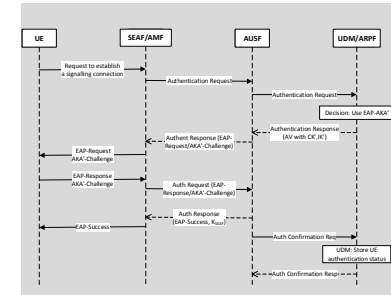 UE
SEAF/AMF
AUSF
UDM/ARPF
Request to establish
a signalling connection
Authentication Request
Authentication Request
Decision: Use EAP-AKA'
Authentication Response
(AV with CK',IK')
Authent Response (EAP-
Request/AKA'-Challenge)
EAP-Request
AKA'-Challenge
EAP-Response
AKA'-Challenge
Auth Request (EAP-
Response/AKA'-Challenge)
Auth Response
(EAP-Success, KSEAF)
EAP-Success
Auth Confirmation Req
UDM: Store UE
authentication status
Auth Confirmation Resp